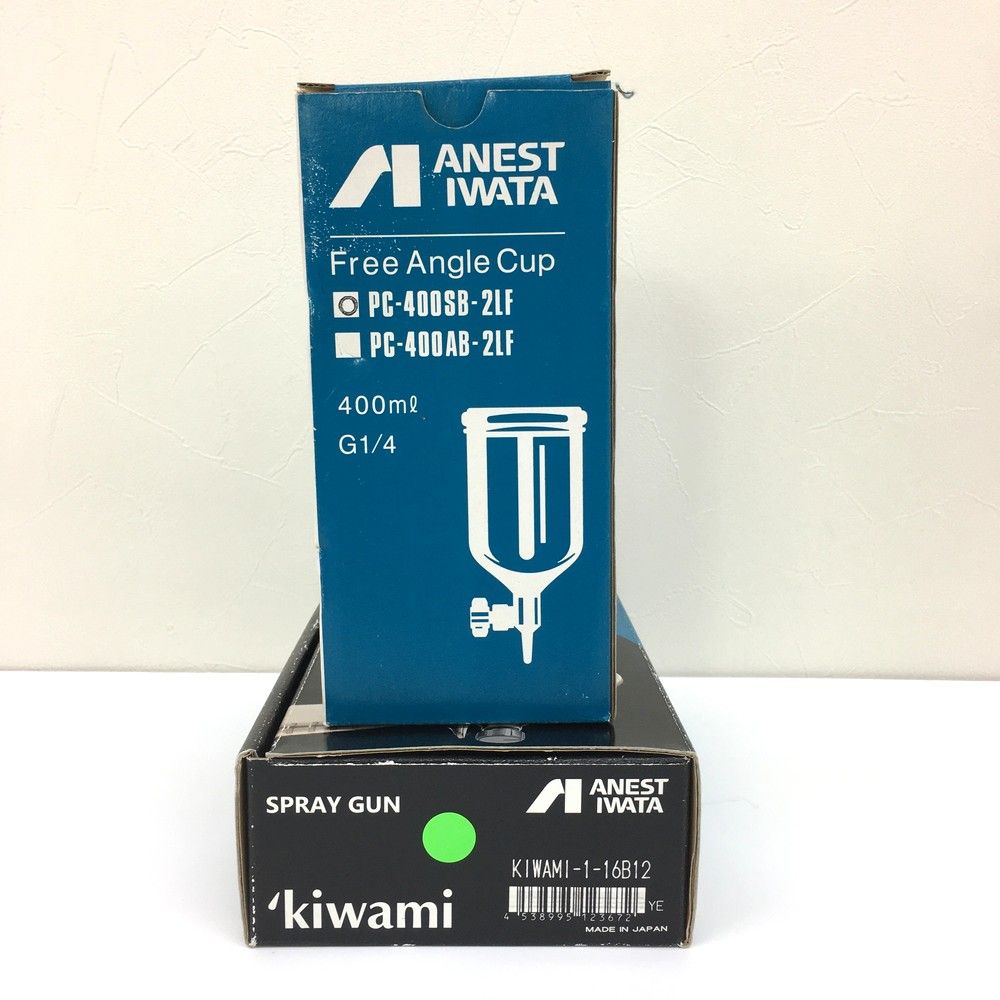 ANEST
IWATA
Free Angle Cup
PC-400SB-2LF
PC-400AB-2LF
400mℓ
G1/4
SPRAY GUN
ANEST
IWATA
KIWAMI-1-16B12
'kiwami
4 538995 123672
YE
MADE IN JAPAN